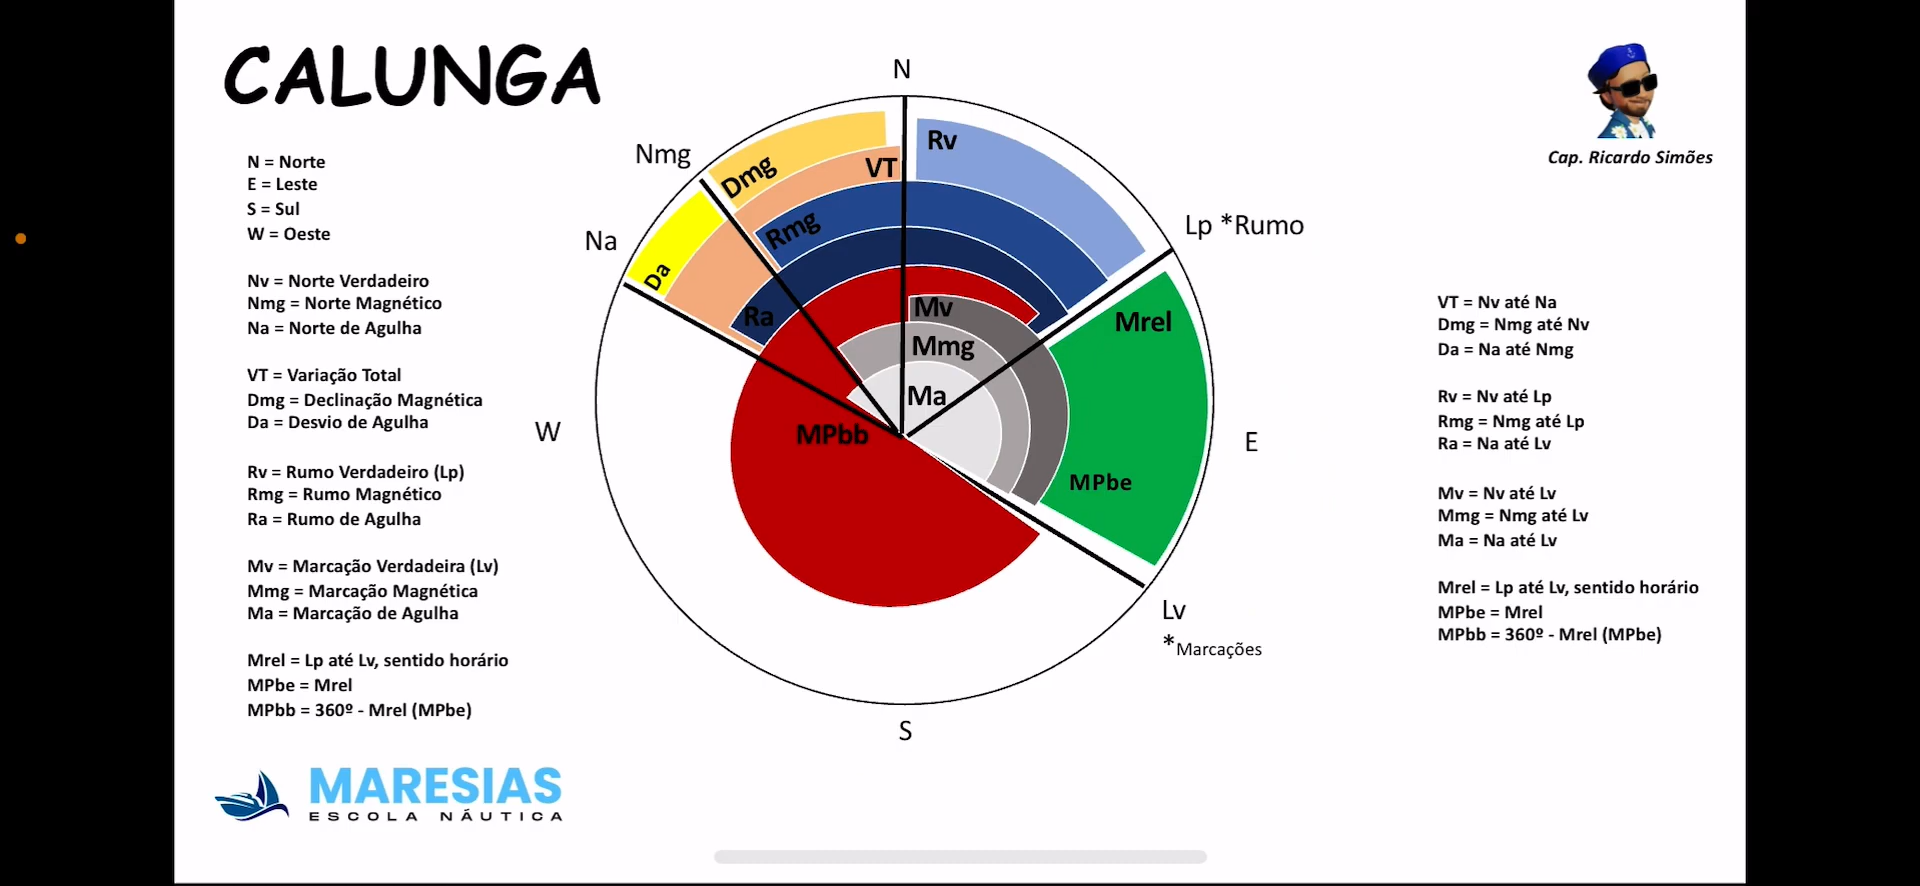 CALUNGA
N = Norte
E = Leste
S = Sul
W = Oeste
Nv = Norte Verdadeiro
Nmg = Norte Magnético
Na = Norte de Agulha
VT = Variação Total
Dmg = Declinação Magnética
Da = Desvio de Agulha
Rv = Rumo Verdadeiro (Lp)
Rmg = Rumo Magnético
Ra = Rumo de Agulha
Mv = Marcação Verdadeira (Lv)
Mmg = Marcação Magnética
Ma = Marcação de Agulha
Mrel = Lp até Lv, sentido horário
MPbe = Mrel
MPbb = 360º - Mrel (MPbe)
MARESIAS
ESCOLA NÁUTICA
N
Nmg
Na
W
S
E
Lp *Rumo
Lv
*Marcações
Dmg
VT
Rv
Da
Rmg
Ra
Mv
Mmg
Ma
Mrel
MPbb
MPbe
Cap. Ricardo Simões
VT = Nv até Na
Dmg = Nmg até Nv
Da = Na até Nmg
Rv = Nv até Lp
Rmg = Nmg até Lp
Ra = Na até Lv
Mv = Nv até Lv
Mmg = Nmg até Lv
Ma = Na até Lv
Mrel = Lp até Lv, sentido horário
MPbe = Mrel
MPbb = 360º - Mrel (MPbe)